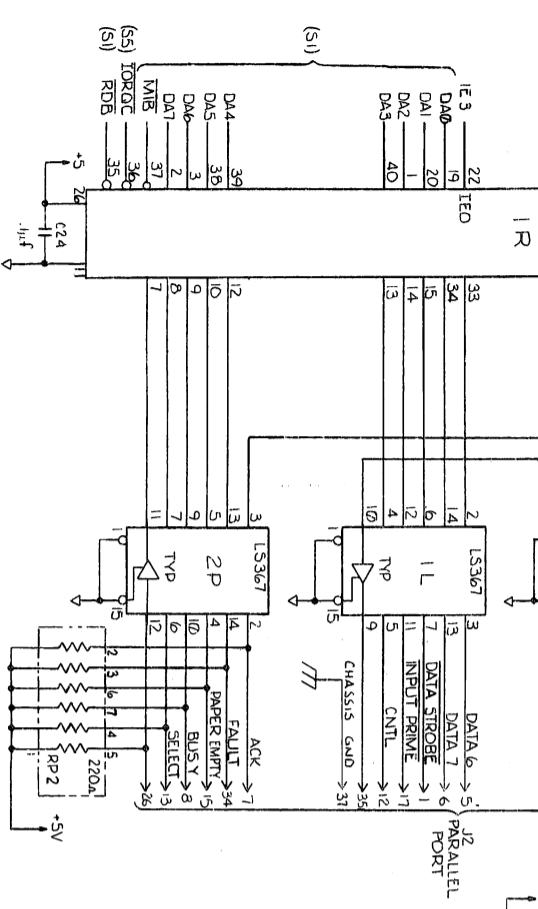 1R
IE3 22 IEO 33 2 LS367 3 DATA 6 5
DAØ 19 34 14 13 DATA 7 6
DA1 20 15 6 7 DATA STROBE 1
DA2 1 14 12 11 INPUT PRIME 17
DA3 40 13 4 5 CNTL 12
1L
TYP
10 9 35
1 15
CHASSIS GND 37
J2
PARALLEL
PORT
(S1)
3 LS367 2 ACK 7
DA4 39 12 13 14 FAULT 34
DA5 38 10 5 4 PAPER EMPTY 15
DA6 3 9 9 10 BUSY 8
DA7 2 8 7 6 SELECT 13
M1B 37 7 11 12 26
2P
TYP
1 15
(S5) IORQC 36
(S1) RDB 35
+5 26 11
C24
.1µf
2 3 6 7 4 5
220Ω
RP2
+5V